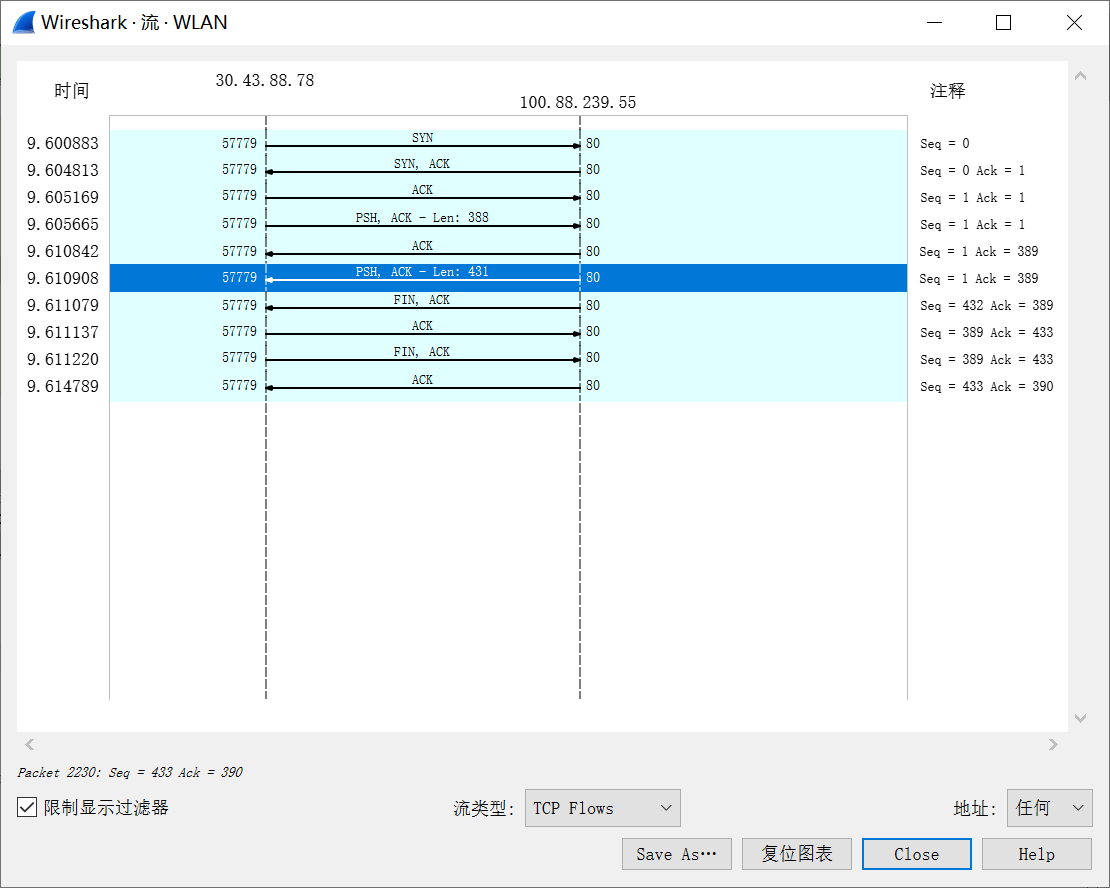 Wireshark · 流 · WLAN
时间 30.43.88.78 注释
100.88.239.55
9.600883 57779 SYN 80 Seq = 0
9.604813 57779 SYN, ACK 80 Seq = 0 Ack = 1
9.605169 57779 ACK 80 Seq = 1 Ack = 1
9.605665 57779 PSH, ACK - Len: 388 80 Seq = 1 Ack = 1
9.610842 57779 ACK 80 Seq = 1 Ack = 389
9.610908 57779 PSH, ACK - Len: 431 80 Seq = 1 Ack = 389
9.611079 57779 FIN, ACK 80 Seq = 432 Ack = 389
9.611137 57779 ACK 80 Seq = 389 Ack = 433
9.611220 57779 FIN, ACK 80 Seq = 389 Ack = 433
9.614789 57779 ACK 80 Seq = 433 Ack = 390
Packet 2230: Seq = 433 Ack = 390
限制显示过滤器 流类型: TCP Flows 地址: 任何
Save As… 复位图表 Close Help